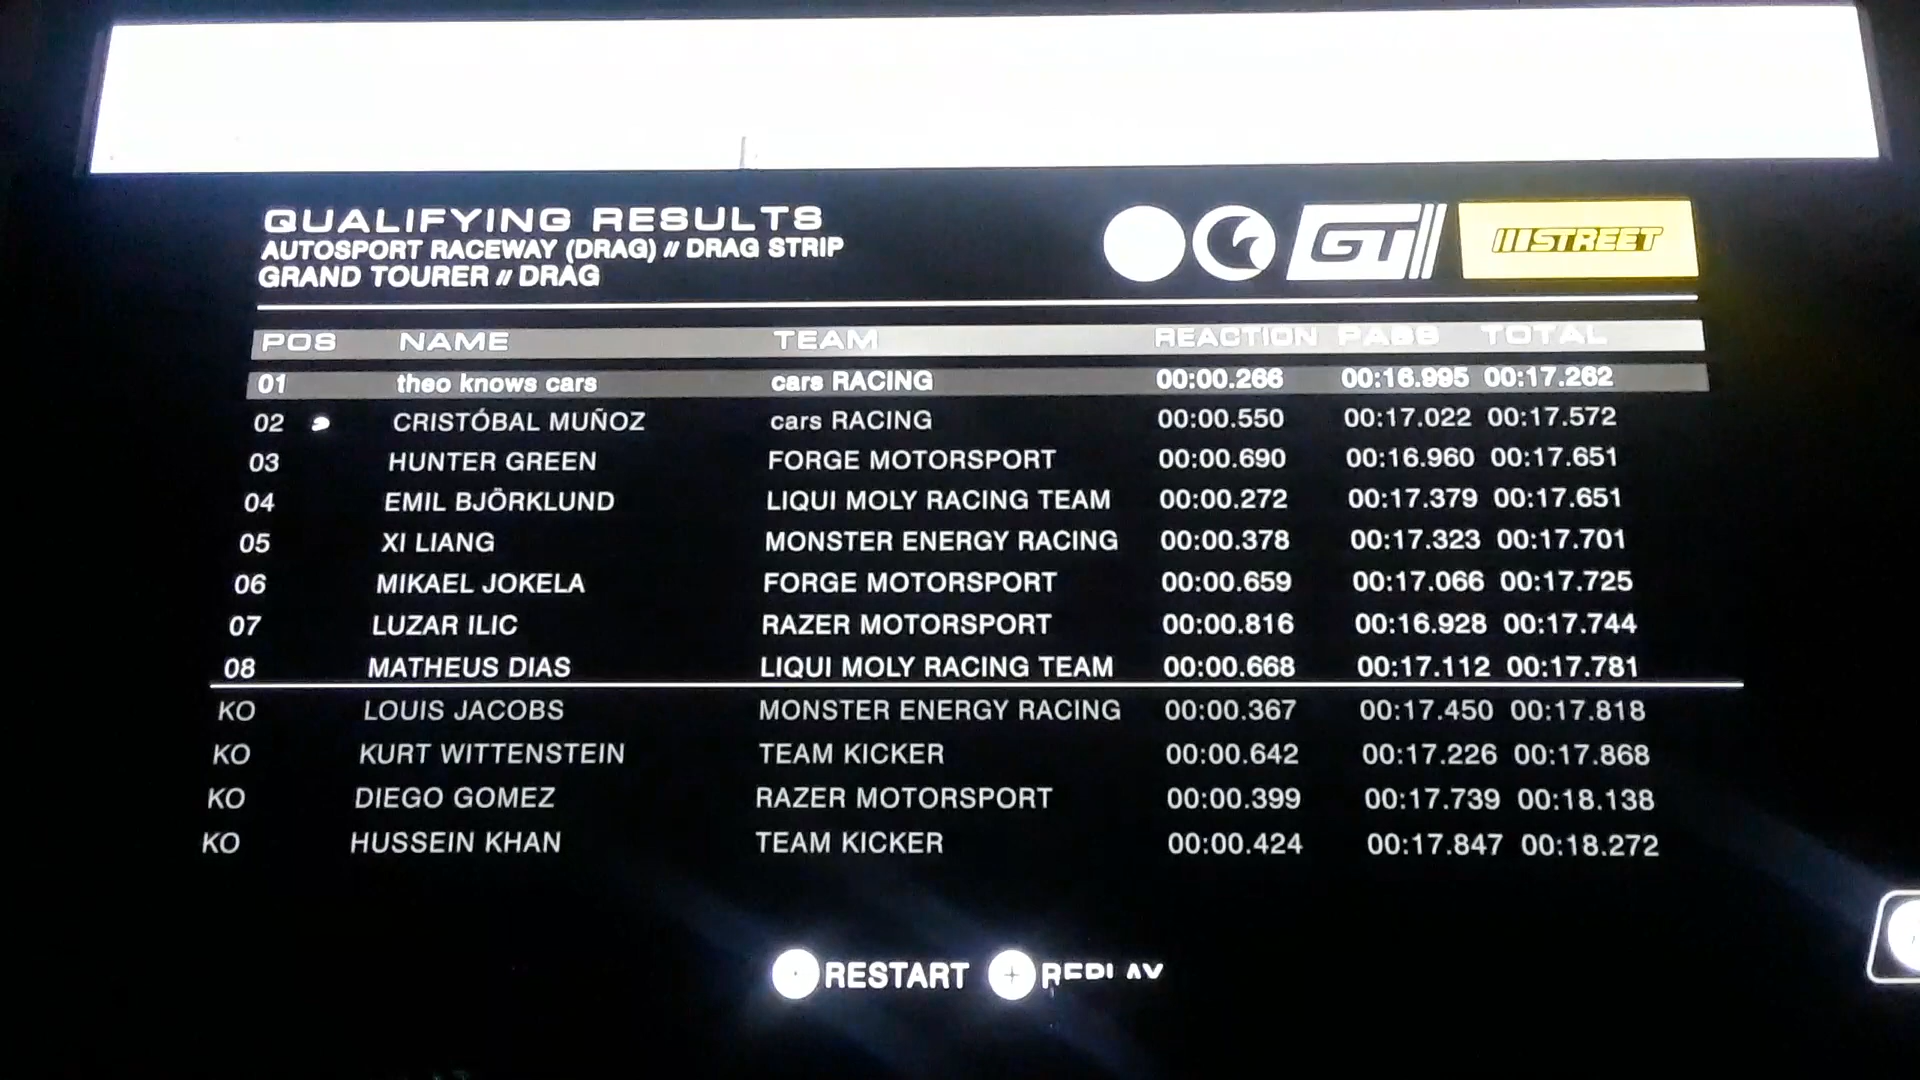 QUALIFYING RESULTS
AUTOSPORT RACEWAY (DRAG) // DRAG STRIP
GRAND TOURER // DRAG
GT
STREET
POS NAME TEAM REACTION PASS TOTAL
01 theo knows cars cars RACING 00:00.266 00:16.995 00:17.262
02 CRISTÓBAL MUÑOZ cars RACING 00:00.550 00:17.022 00:17.572
03 HUNTER GREEN FORGE MOTORSPORT 00:00.690 00:16.960 00:17.651
04 EMIL BJÖRKLUND LIQUI MOLY RACING TEAM 00:00.272 00:17.379 00:17.651
05 XI LIANG MONSTER ENERGY RACING 00:00.378 00:17.323 00:17.701
06 MIKAEL JOKELA FORGE MOTORSPORT 00:00.659 00:17.066 00:17.725
07 LUZAR ILIC RAZER MOTORSPORT 00:00.816 00:16.928 00:17.744
08 MATHEUS DIAS LIQUI MOLY RACING TEAM 00:00.668 00:17.112 00:17.781
KO LOUIS JACOBS MONSTER ENERGY RACING 00:00.367 00:17.450 00:17.818
KO KURT WITTENSTEIN TEAM KICKER 00:00.642 00:17.226 00:17.868
KO DIEGO GOMEZ RAZER MOTORSPORT 00:00.399 00:17.739 00:18.138
KO HUSSEIN KHAN TEAM KICKER 00:00.424 00:17.847 00:18.272
RESTART REPLAY